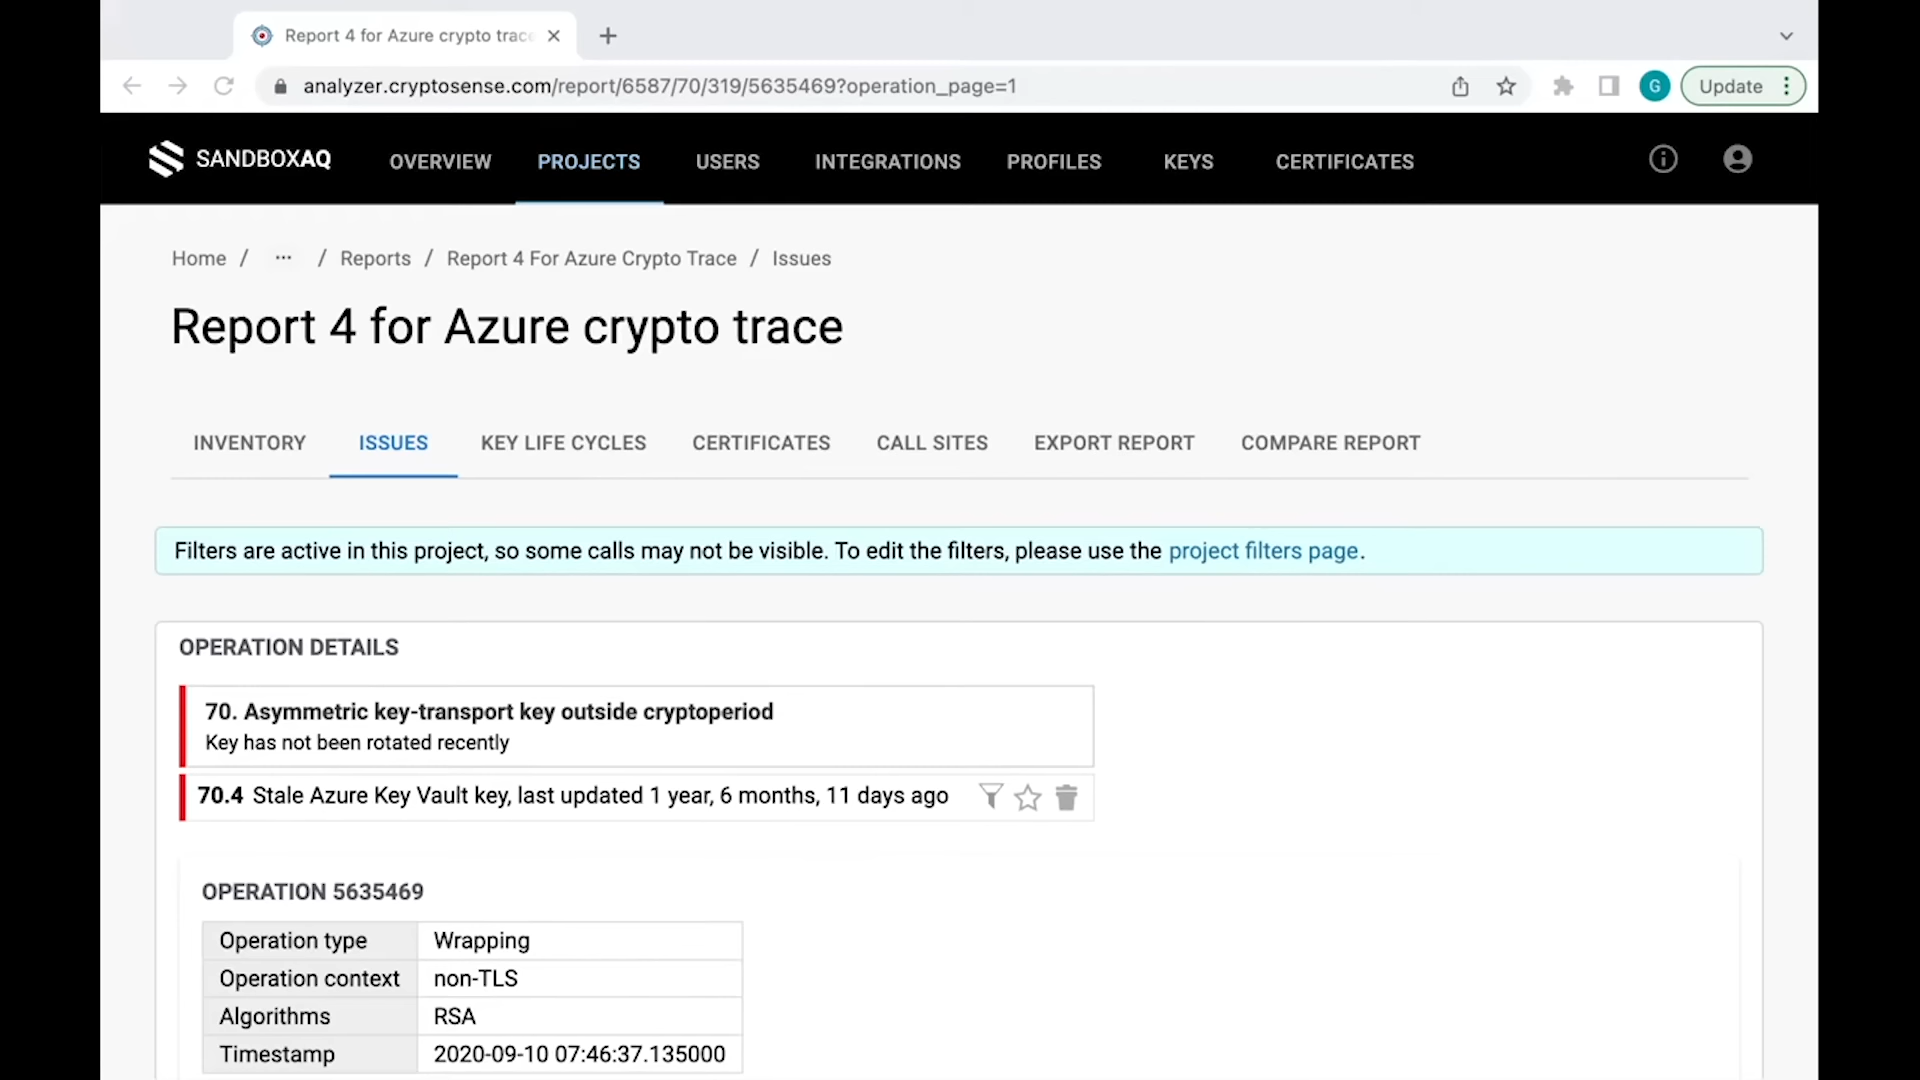 Report 4 for Azure crypto trace
analyzer.cryptosense.com/report/6587/70/319/5635469?operation_page=1
G
Update
SANDBOXAQ
OVERVIEW
PROJECTS
USERS
INTEGRATIONS
PROFILES
KEYS
CERTIFICATES
Home / ... / Reports / Report 4 For Azure Crypto Trace / Issues
Report 4 for Azure crypto trace
INVENTORY
ISSUES
KEY LIFE CYCLES
CERTIFICATES
CALL SITES
EXPORT REPORT
COMPARE REPORT
Filters are active in this project, so some calls may not be visible. To edit the filters, please use the project filters page.
OPERATION DETAILS
70. Asymmetric key-transport key outside cryptoperiod
Key has not been rotated recently
70.4 Stale Azure Key Vault key, last updated 1 year, 6 months, 11 days ago
OPERATION 5635469
Operation type Wrapping
Operation context non-TLS
Algorithms RSA
Timestamp 2020-09-10 07:46:37.135000